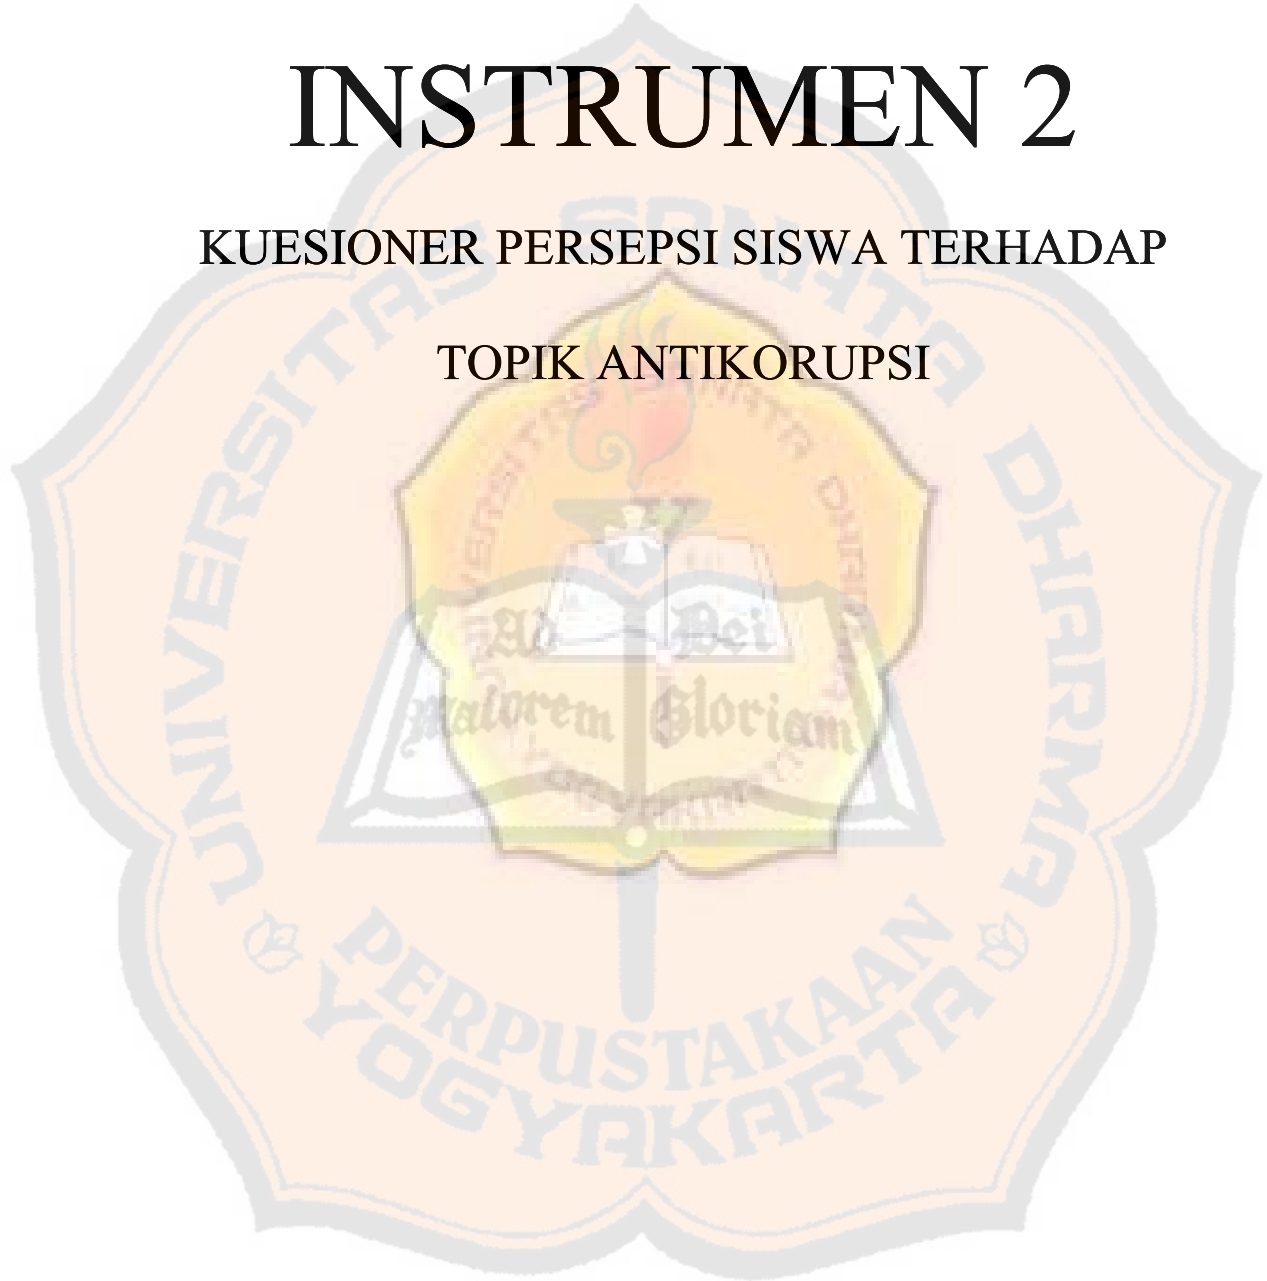 INSTRUMEN 2
KUESIONER PERSEPSI SISWA TERHADAP
TOPIK ANTIKORUPSI
UNIVERSITAS SANATA DHARMA
Ad Dei
Maiorem Gloriam
PERPUSTAKAAN
YOGYAKARTA